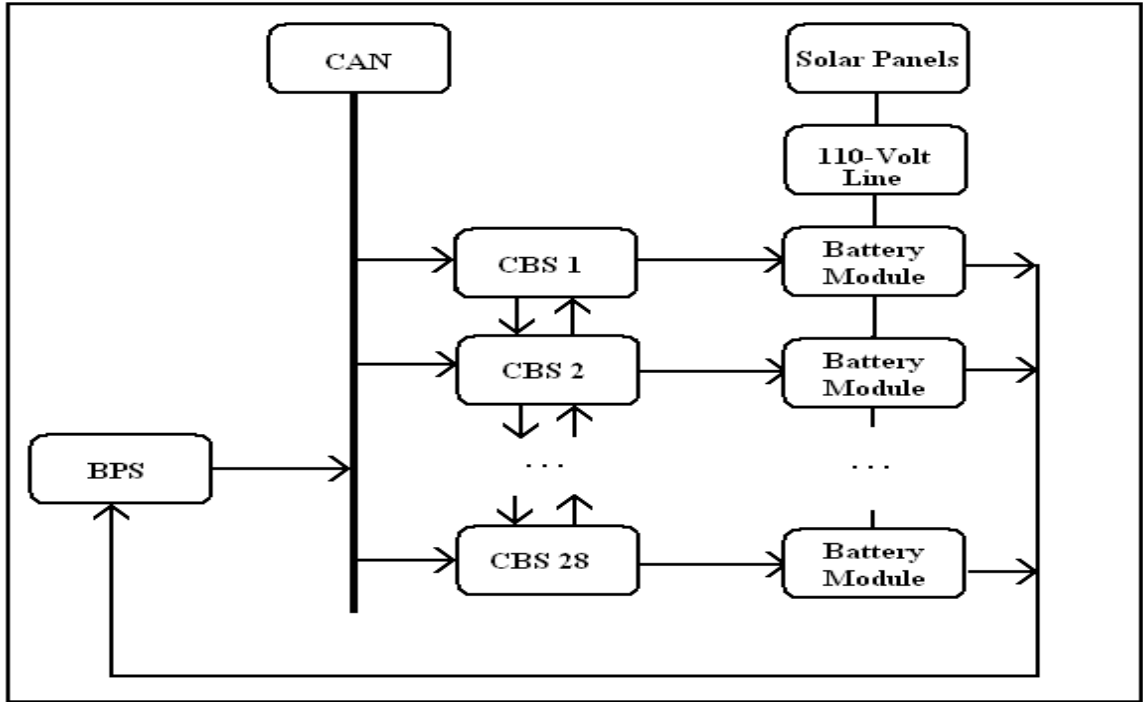 CAN
Solar Panels
110-Volt
Line
CBS 1
Battery
Module
CBS 2
Battery
Module
BPS
. . .
. . .
CBS 28
Battery
Module